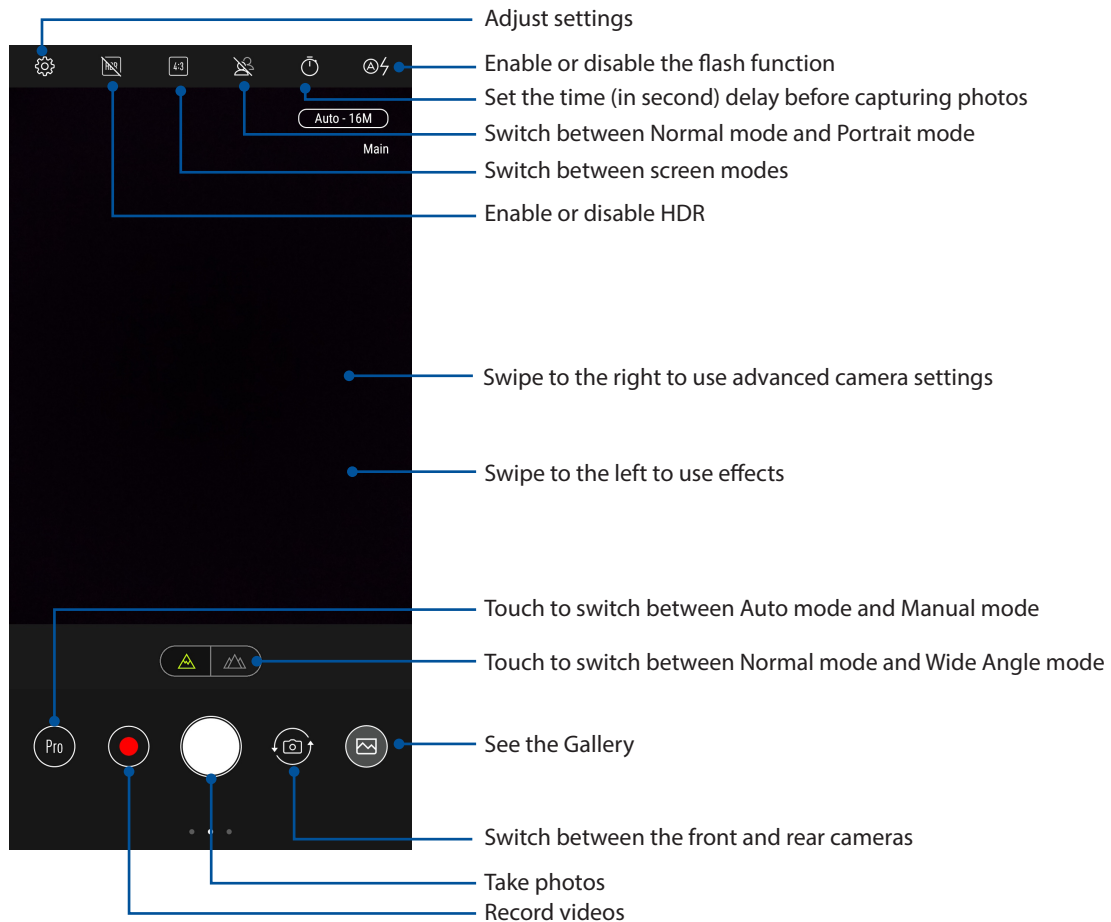 Adjust settings
HDR
4:3
A
Enable or disable the flash function
Set the time (in second) delay before capturing photos
Auto - 16M
Switch between Normal mode and Portrait mode
Main
Switch between screen modes
Enable or disable HDR
Swipe to the right to use advanced camera settings
Swipe to the left to use effects
Touch to switch between Auto mode and Manual mode
Touch to switch between Normal mode and Wide Angle mode
Pro
See the Gallery
Switch between the front and rear cameras
Take photos
Record videos